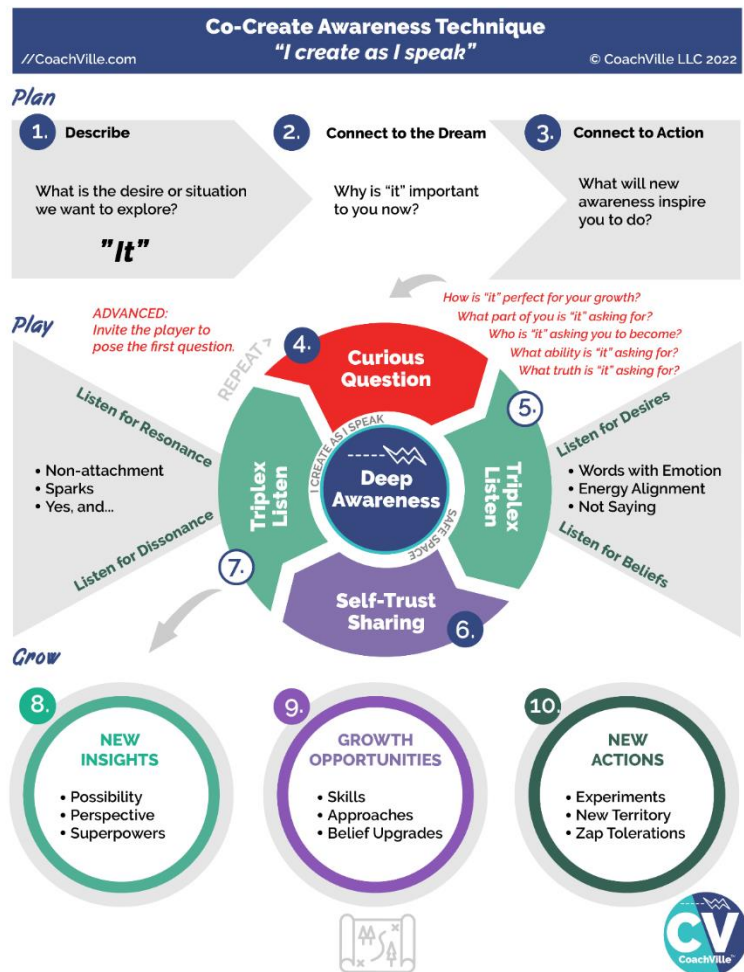 Co-Create Awareness Technique
//CoachVille.com
"I create as I speak"
© CoachVille LLC 2022
Plan
1. Describe
2. Connect to the Dream
3. Connect to Action
What is the desire or situation
we want to explore?
"It"
Why is "it" important
to you now?
What will new
awareness inspire
you to do?
Play
ADVANCED:
Invite the player to
pose the first question.
How is "it" perfect for your growth?
What part of you is "it" asking for?
Who is "it" asking you to become?
What ability is "it" asking for?
What truth is "it" asking for?
REPEAT >
4.
Curious
Question
5.
Triplex
Listen
Listen for Desires
• Words with Emotion
• Energy Alignment
• Not Saying
Listen for Beliefs
I CREATE AS I SPEAK
Deep
Awareness
SAFE SPACE
6.
Self-Trust
Sharing
7.
Triplex
Listen
Listen for Resonance
• Non-attachment
• Sparks
• Yes, and...
Listen for Dissonance
Grow
8.
NEW
INSIGHTS
• Possibility
• Perspective
• Superpowers
9.
GROWTH
OPPORTUNITIES
• Skills
• Approaches
• Belief Upgrades
10.
NEW
ACTIONS
• Experiments
• New Territory
• Zap Tolerations
CV
CoachVille™